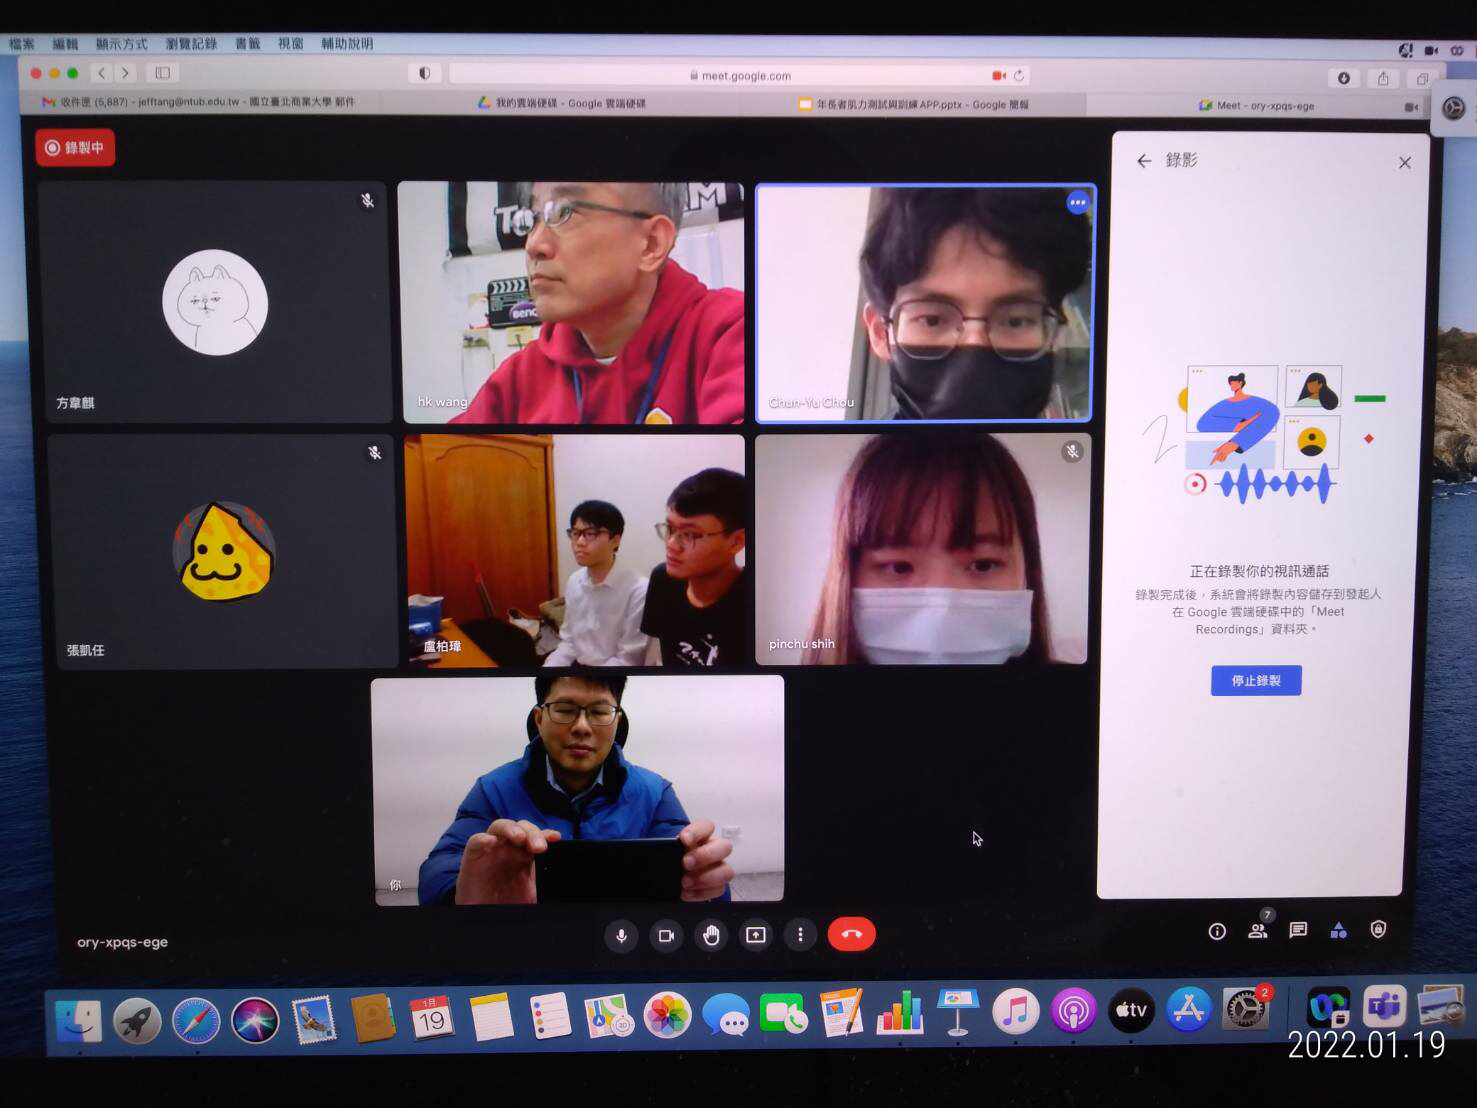 檔案 編輯 顯示方式 瀏覽記錄 書籤 視窗 輔助說明
meet.google.com
收件匣 (5,887) - jefftang@ntub.edu.tw - 國立臺北商業大學 郵件
我的雲端硬碟 - Google 雲端硬碟
年長者肌力測試與訓練APP.pptx - Google 簡報
Meet - ory-xpqs-ege
錄製中
錄影
方韋麒
hk wang
BenQ
Chun-Yu Chou
張凱任
盧柏瑋
pinchu shih
正在錄製你的視訊通話
錄製完成後，系統會將錄製內容儲存到發起人
在 Google 雲端硬碟中的「Meet
Recordings」資料夾。
停止錄製
你
ory-xpqs-ege
7
1月
19
3D
tv
2
2022.01.19